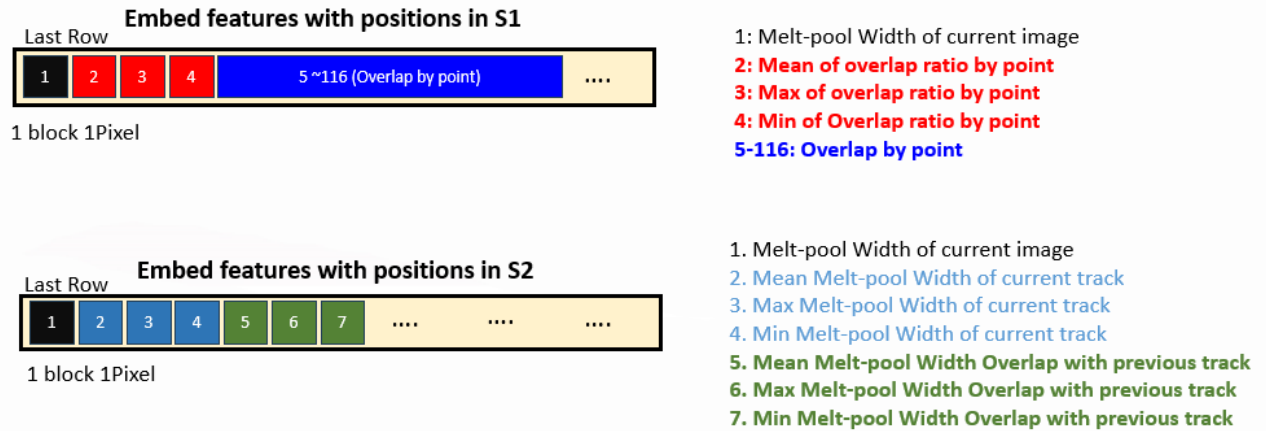 Embed features with positions in S1
Last Row
1 2 3 4 5 ~116 (Overlap by point) ....
1 block 1Pixel
1: Melt-pool Width of current image
2: Mean of overlap ratio by point
3: Max of overlap ratio by point
4: Min of Overlap ratio by point
5-116: Overlap by point
Embed features with positions in S2
Last Row
1 2 3 4 5 6 7 .... .... ....
1 block 1Pixel
1. Melt-pool Width of current image
2. Mean Melt-pool Width of current track
3. Max Melt-pool Width of current track
4. Min Melt-pool Width of current track
5. Mean Melt-pool Width Overlap with previous track
6. Max Melt-pool Width Overlap with previous track
7. Min Melt-pool Width Overlap with previous track